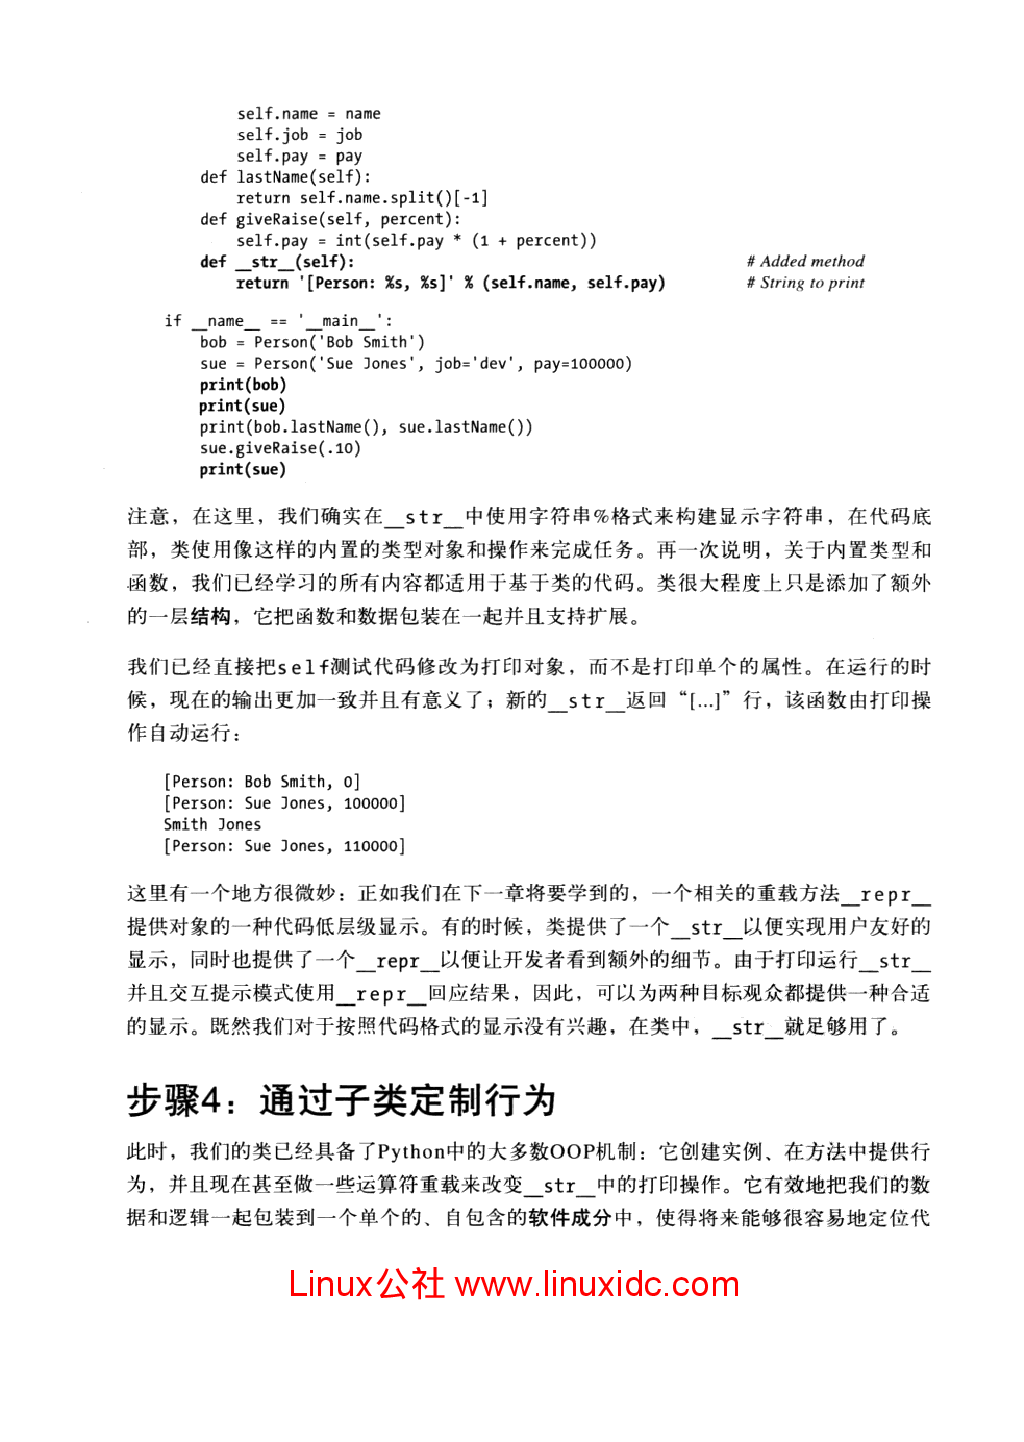 self.name = name
self.job = job
self.pay = pay
def lastName(self):
return self.name.split()[-1]
def giveRaise(self, percent):
self.pay = int(self.pay * (1 + percent))
def __str__(self): # Added method
return '[Person: %s, %s]' % (self.name, self.pay) # String to print
if __name__ == '__main__':
bob = Person('Bob Smith')
sue = Person('Sue Jones', job='dev', pay=100000)
print(bob)
print(sue)
print(bob.lastName(), sue.lastName())
sue.giveRaise(.10)
print(sue)
注意，在这里，我们确实在__str__中使用字符串%格式来构建显示字符串，在代码底
部，类使用像这样的内置的类型对象和操作来完成任务。再一次说明，关于内置类型和
函数，我们已经学习的所有内容都适用于基于类的代码。类很大程度上只是添加了额外
的一层结构，它把函数和数据包装在一起并且支持扩展。
我们已经直接把self测试代码修改为打印对象，而不是打印单个的属性。在运行的时
候，现在的输出更加一致并且有意义了；新的__str__返回“[...]”行，该函数由打印操
作自动运行：
[Person: Bob Smith, 0]
[Person: Sue Jones, 100000]
Smith Jones
[Person: Sue Jones, 110000]
这里有一个地方很微妙：正如我们在下一章将要学到的，一个相关的重载方法__repr__
提供对象的一种代码低层级显示。有的时候，类提供了一个__str__以便实现用户友好的
显示，同时也提供了一个__repr__以便让开发者看到额外的细节。由于打印运行__str__
并且交互提示模式使用__repr__回应结果，因此，可以为两种目标观众都提供一种合适
的显示。既然我们对于按照代码格式的显示没有兴趣，在类中，__str__就足够用了。
步骤4：通过子类定制行为
此时，我们的类已经具备了Python中的大多数OOP机制：它创建实例、在方法中提供行
为，并且现在甚至做一些运算符重载来改变__str__中的打印操作。它有效地把我们的数
据和逻辑一起包装到一个单个的、自包含的软件成分中，使得将来能够很容易地定位代
Linux公社 www.linuxidc.com